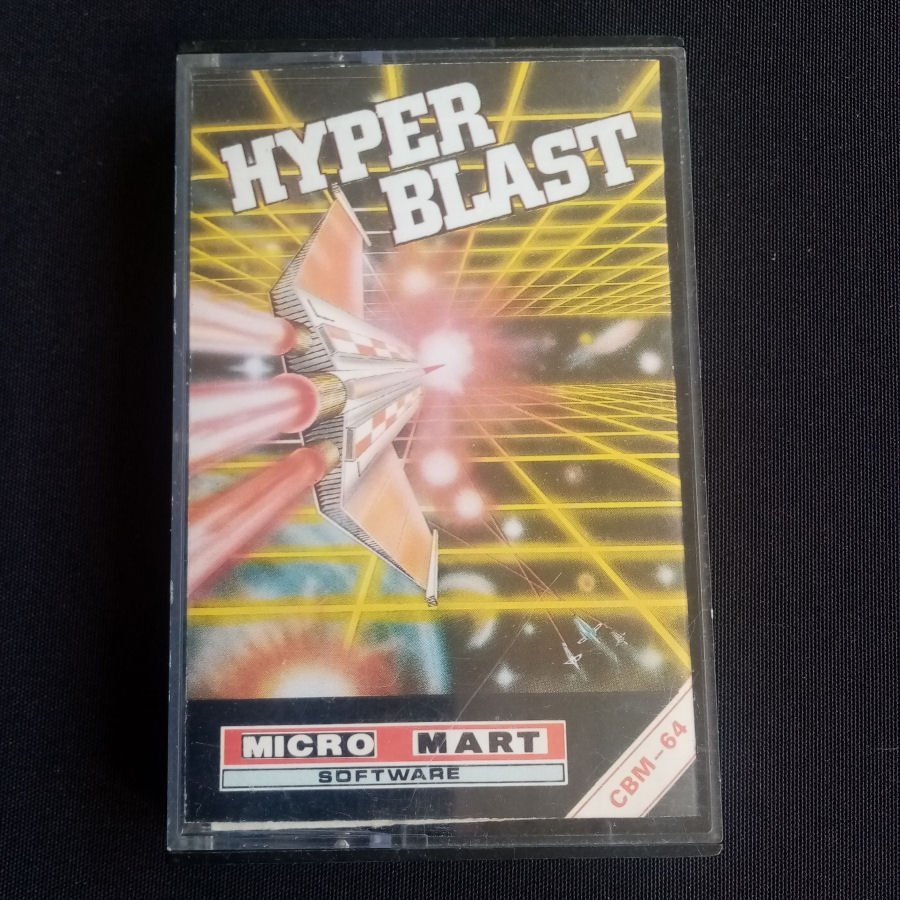 HYPER
BLAST
MICRO MART
SOFTWARE
CBM-64